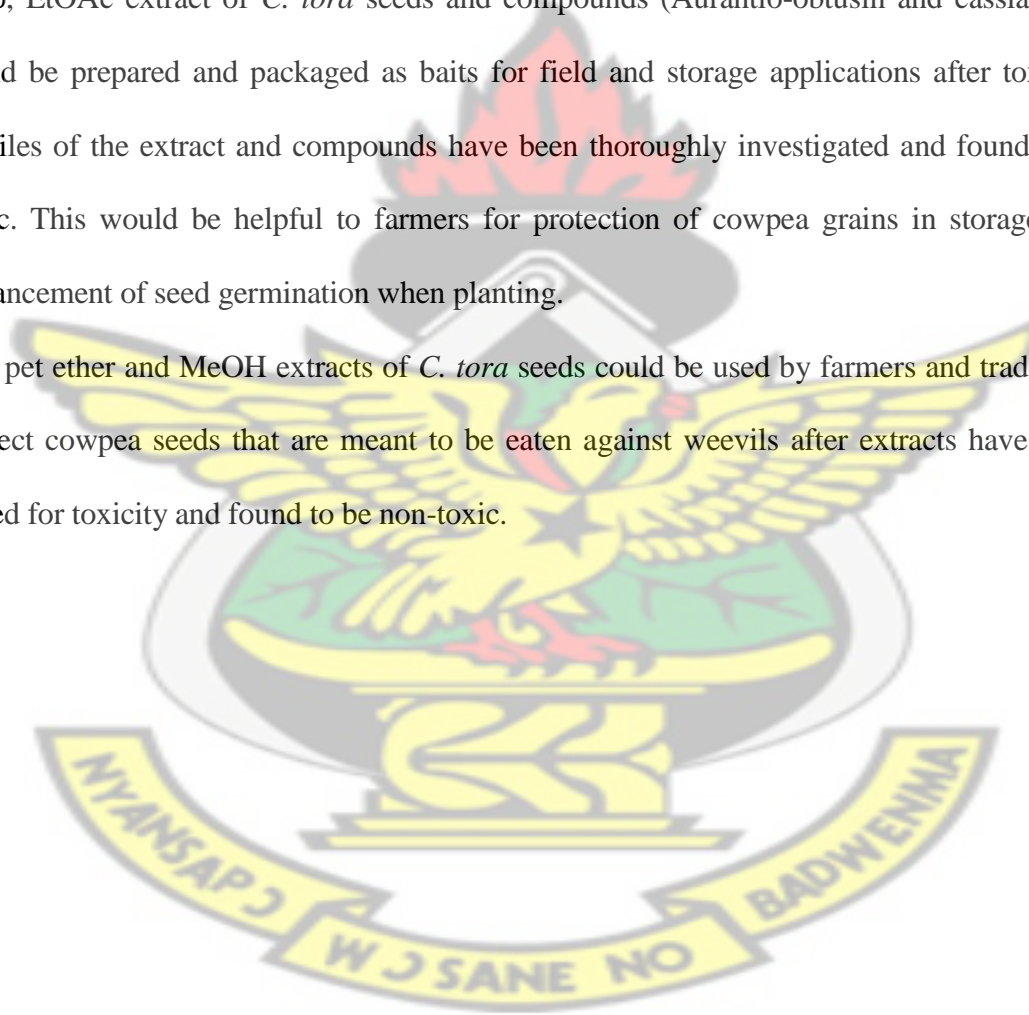 EtOAc extract of C. tora seeds and compounds (Aurantio-obtusin and cassia
be prepared and packaged as baits for field and storage applications after
of the extract and compounds have been thoroughly investigated and found
This would be helpful to farmers for protection of cowpea grains in storage
ancement of seed germination when planting.
pet ether and MeOH extracts of C. tora seeds could be used by farmers and trad
ect cowpea seeds that are meant to be eaten against weevils after extracts have
ed for toxicity and found to be non-toxic.
NYANSAPƆ
WƆ SANE NO
BADWENMA